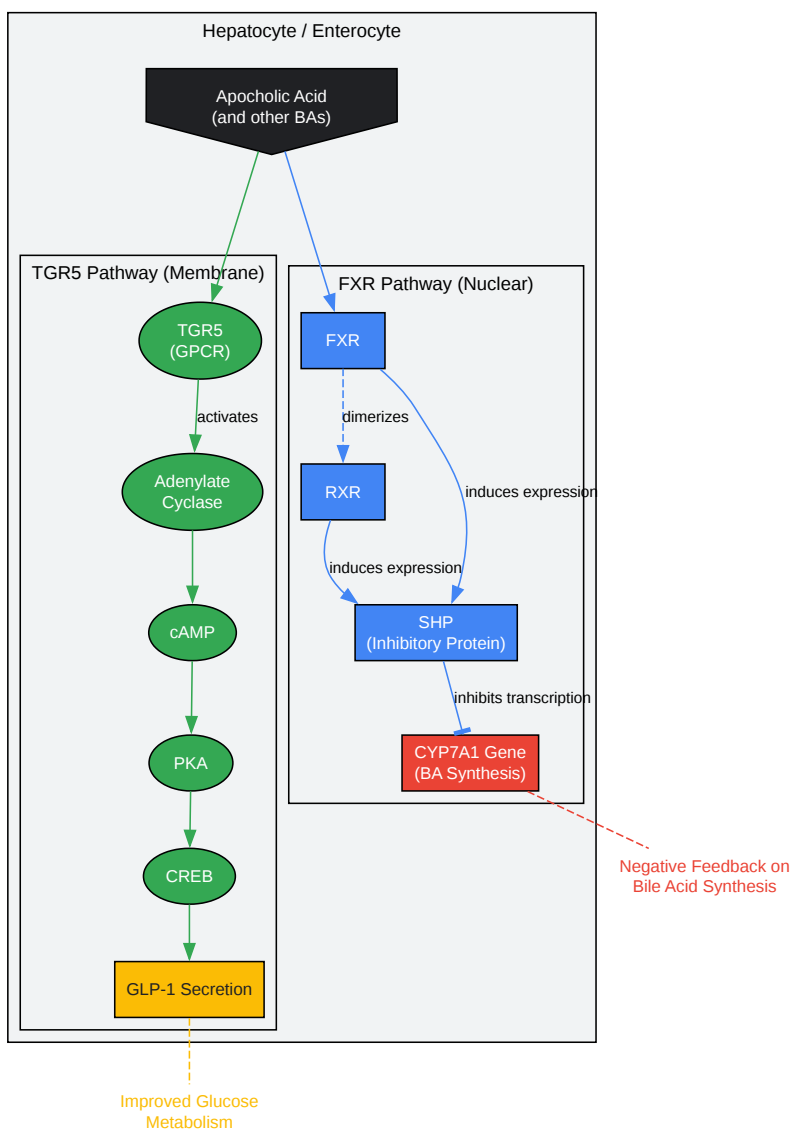 Hepatocyte / Enterocyte
Apocholic Acid
(and other BAs)
TGR5 Pathway (Membrane)
FXR Pathway (Nuclear)
TGR5
(GPCR)
FXR
activates
dimerizes
Adenylate
Cyclase
RXR
induces expression
induces expression
cAMP
SHP
(Inhibitory Protein)
inhibits transcription
PKA
CYP7A1 Gene
(BA Synthesis)
CREB
Negative Feedback on
Bile Acid Synthesis
GLP-1 Secretion
Improved Glucose
Metabolism